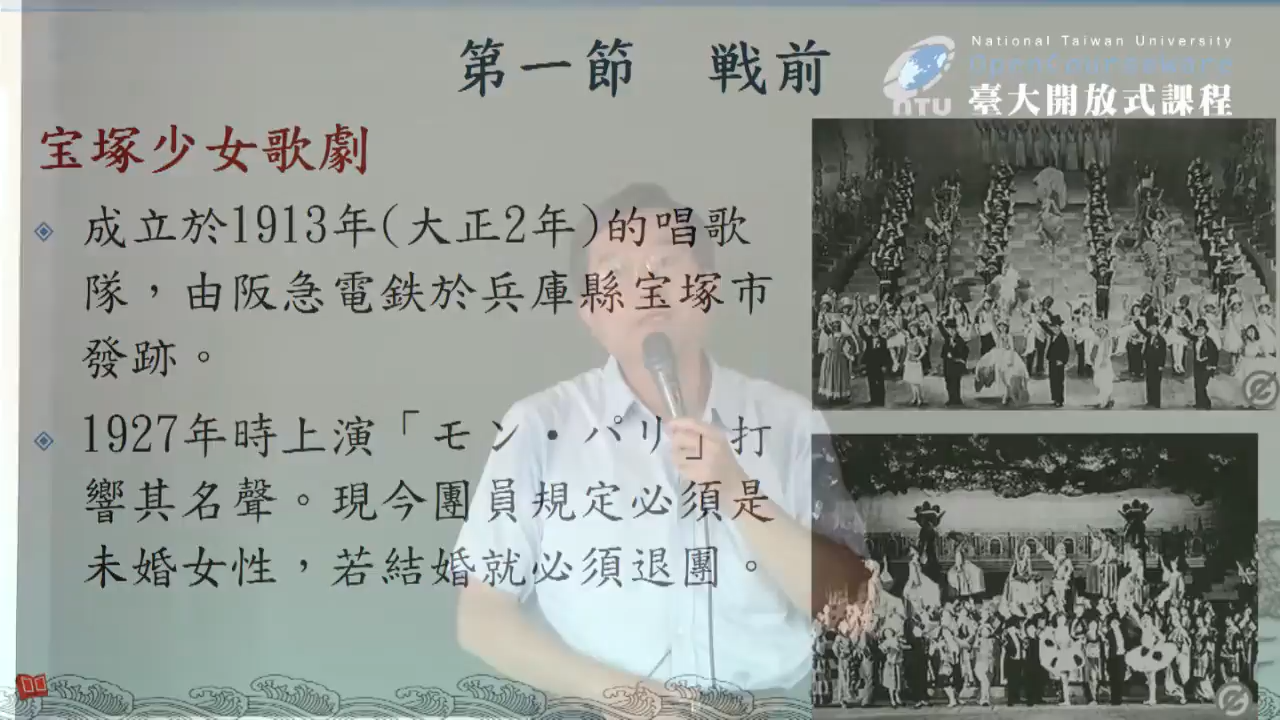 第一節　戦前
National Taiwan University
OpenCourseWare
NTU 臺大開放式課程
宝塚少女歌劇
成立於1913年(大正2年)的唱歌
隊，由阪急電鉄於兵庫縣宝塚市
發跡。
1927年時上演「モン・パリ」打
響其名聲。現今團員規定必須是
未婚女性，若結婚就必須退團。